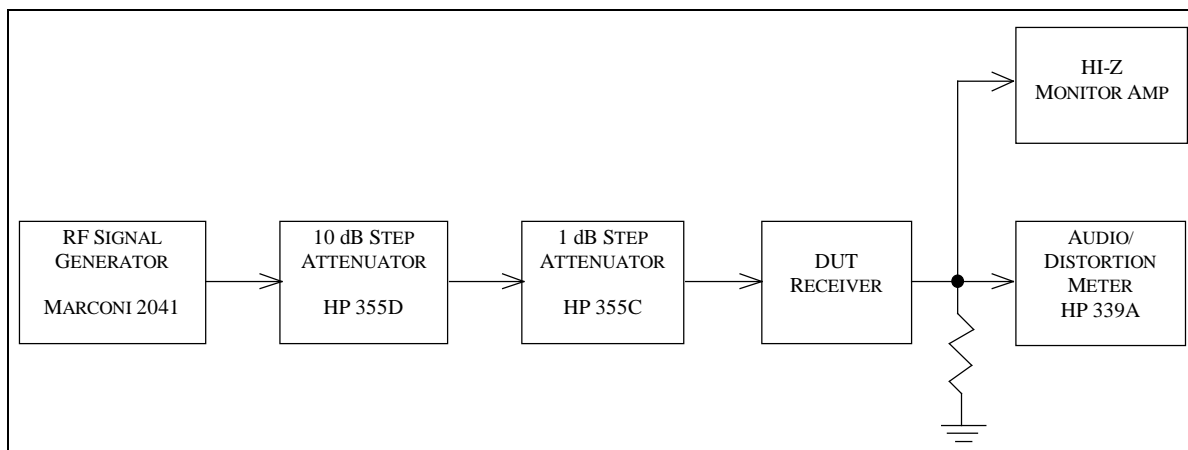 HI-Z
MONITOR AMP
RF SIGNAL
GENERATOR
MARCONI 2041
10 dB STEP
ATTENUATOR
HP 355D
1 dB STEP
ATTENUATOR
HP 355C
DUT
RECEIVER
AUDIO/
DISTORTION
METER
HP 339A